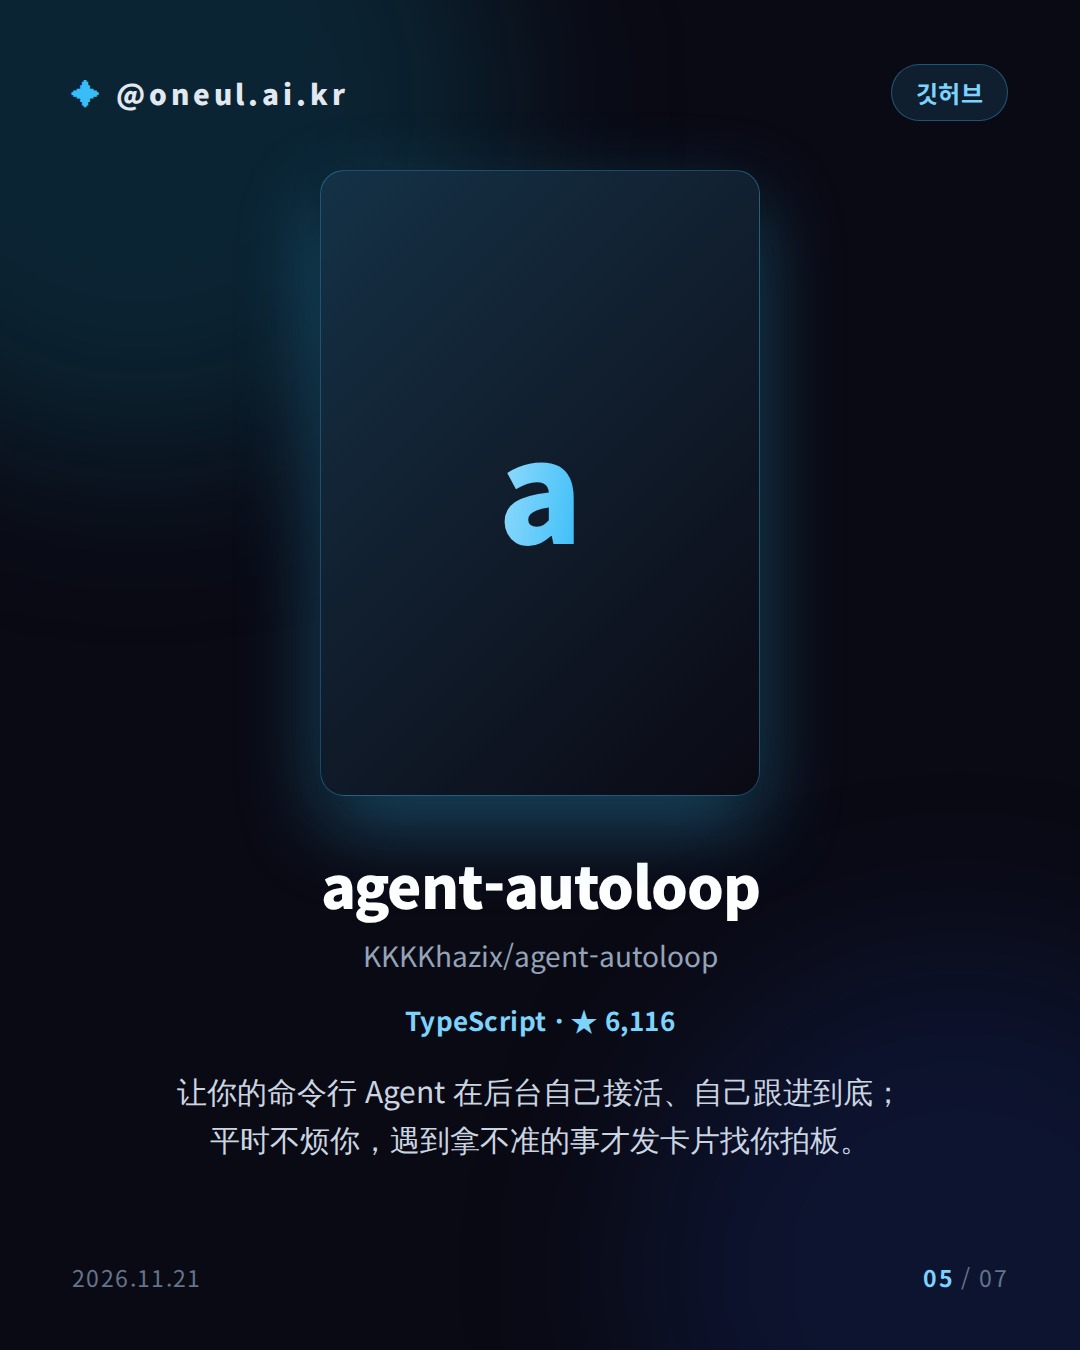 @oneul.ai.kr
깃허브
a
agent-autoloop
KKKKhazix/agent-autoloop
TypeScript · ★ 6,116
让你的命令行 Agent 在后台自己接活、自己跟进到底；
平时不烦你，遇到拿不准的事才发卡片找你拍板。
2026.11.21
05 / 07